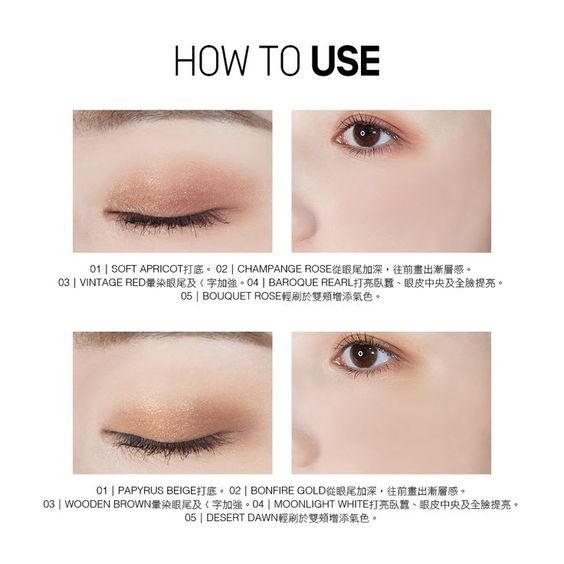 HOW TO USE
01 | SOFT APRICOT打底。 02 | CHAMPANGE ROSE從眼尾加深，往前畫出漸層感。
03 | VINTAGE RED暈染眼尾及〈字加強。04 | BAROQUE REARL打亮臥蠶、眼皮中央及全臉提亮。
05 | BOUQUET ROSE輕刷於雙頰增添氣色。
01 | PAPYRUS BEIGE打底。 02 | BONFIRE GOLD從眼尾加深，往前畫出漸層感。
03 | WOODEN BROWN暈染眼尾及〈字加強。04 | MOONLIGHT WHITE打亮臥蠶、眼皮中央及全臉提亮。
05 | DESERT DAWN輕刷於雙頰增添氣色。